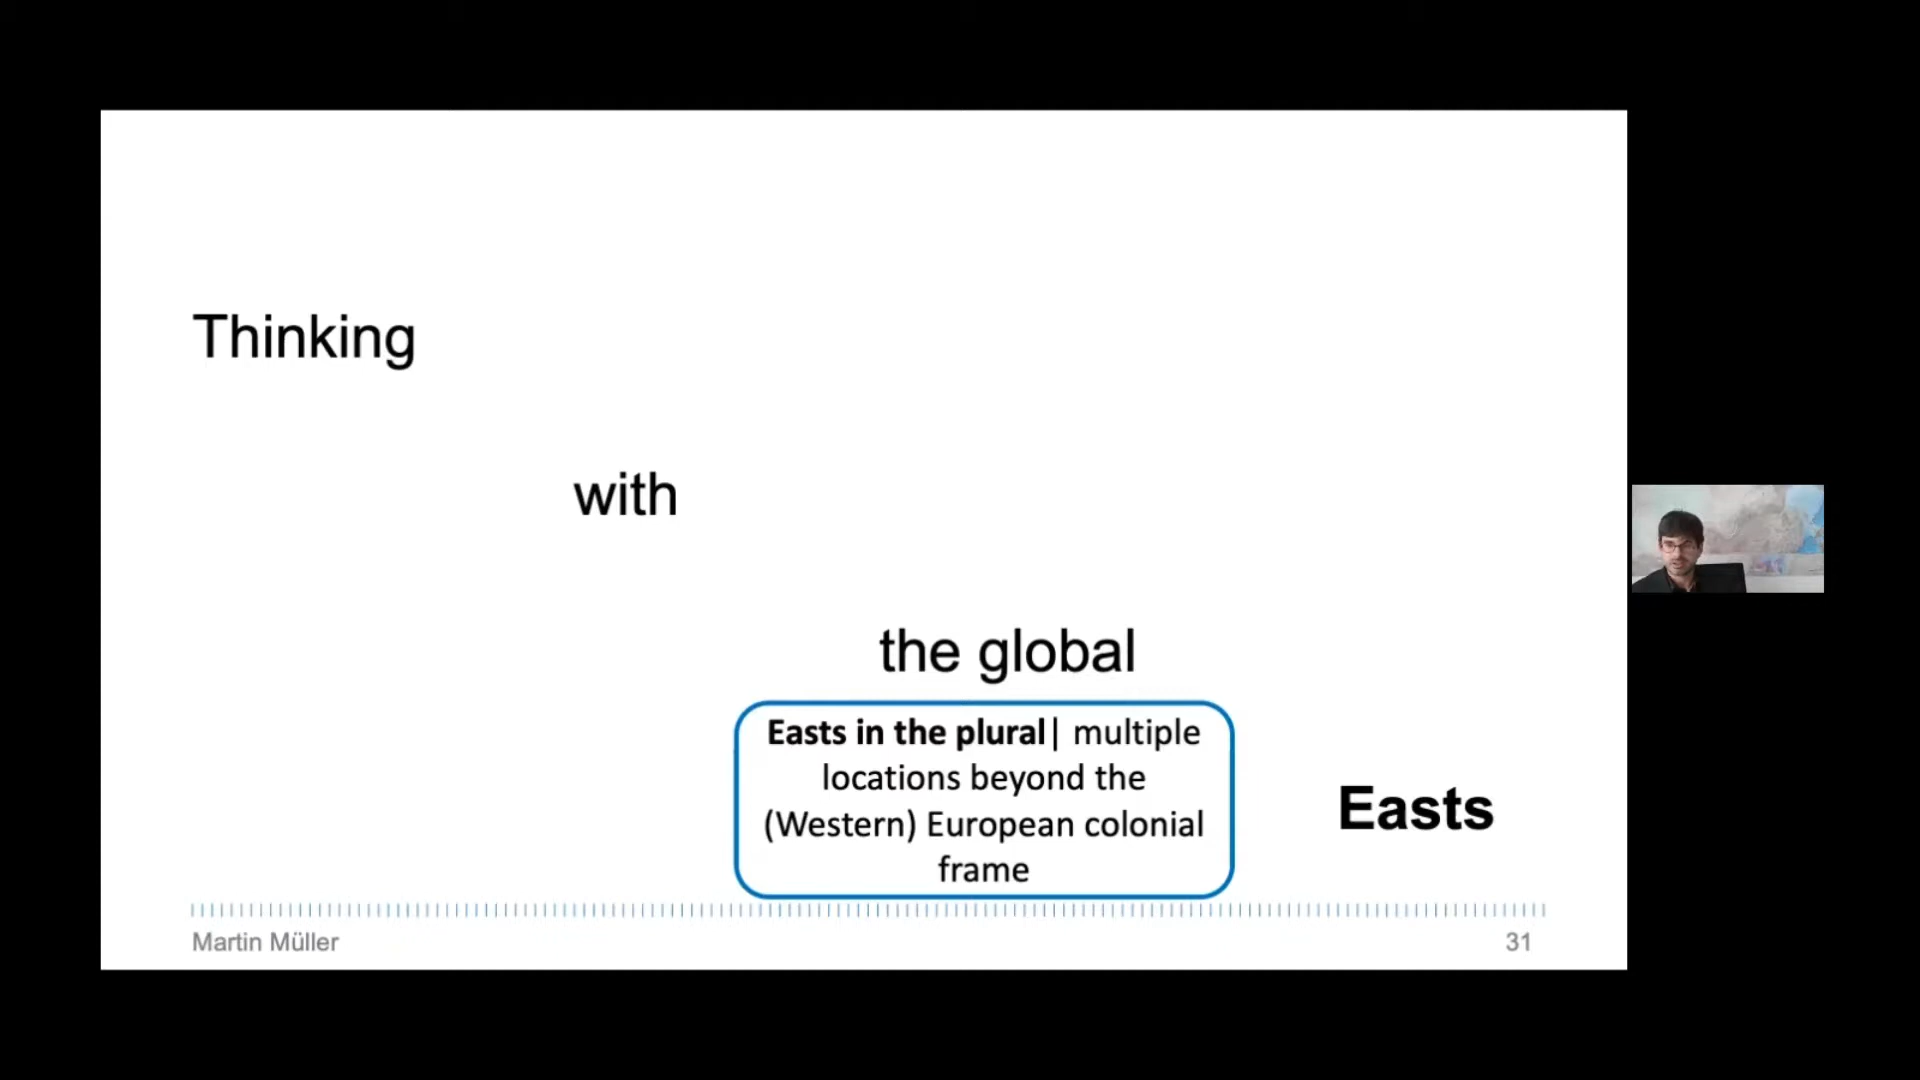 Thinking
with
the global
Easts in the plural| multiple
locations beyond the
(Western) European colonial
frame
Easts
Martin Müller
31